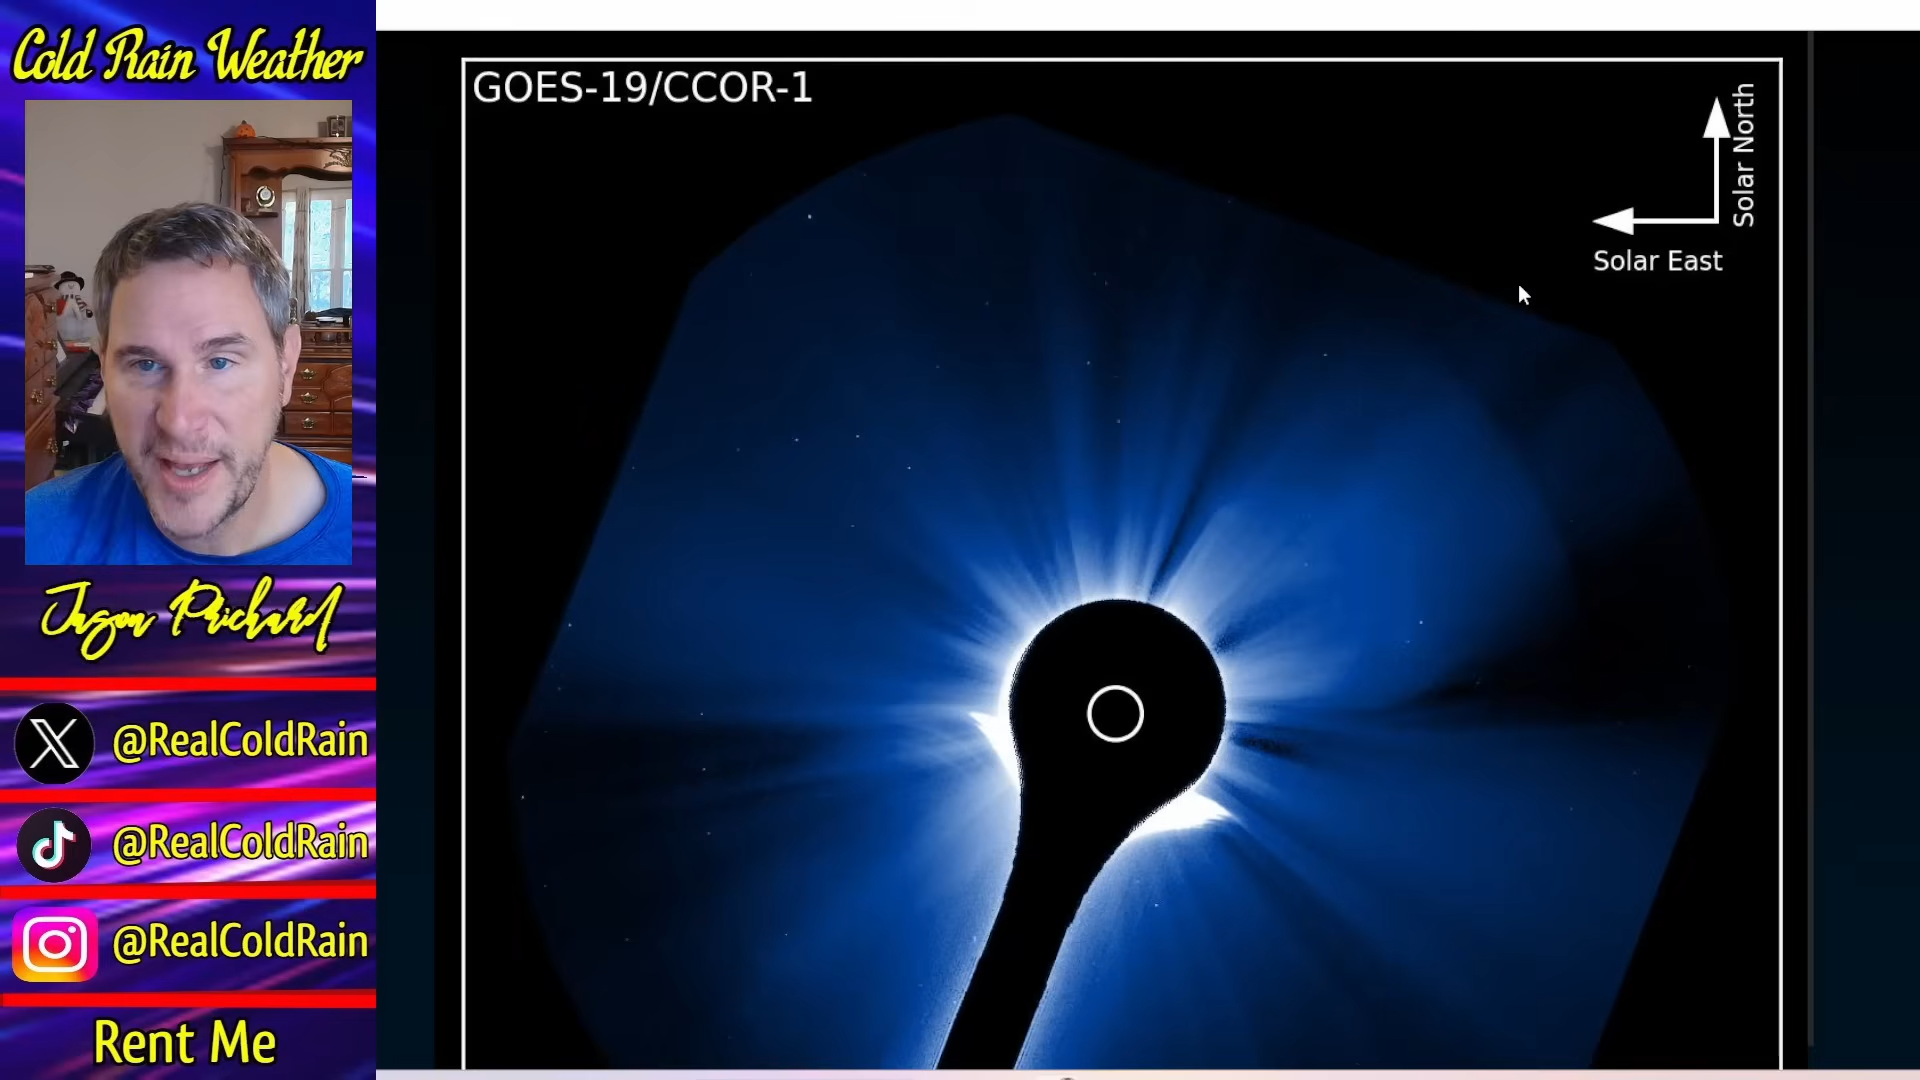 Cold Rain Weather
Jason Prichard
@RealColdRain
@RealColdRain
@RealColdRain
Rent Me
GOES-19/CCOR-1
Solar North
Solar East